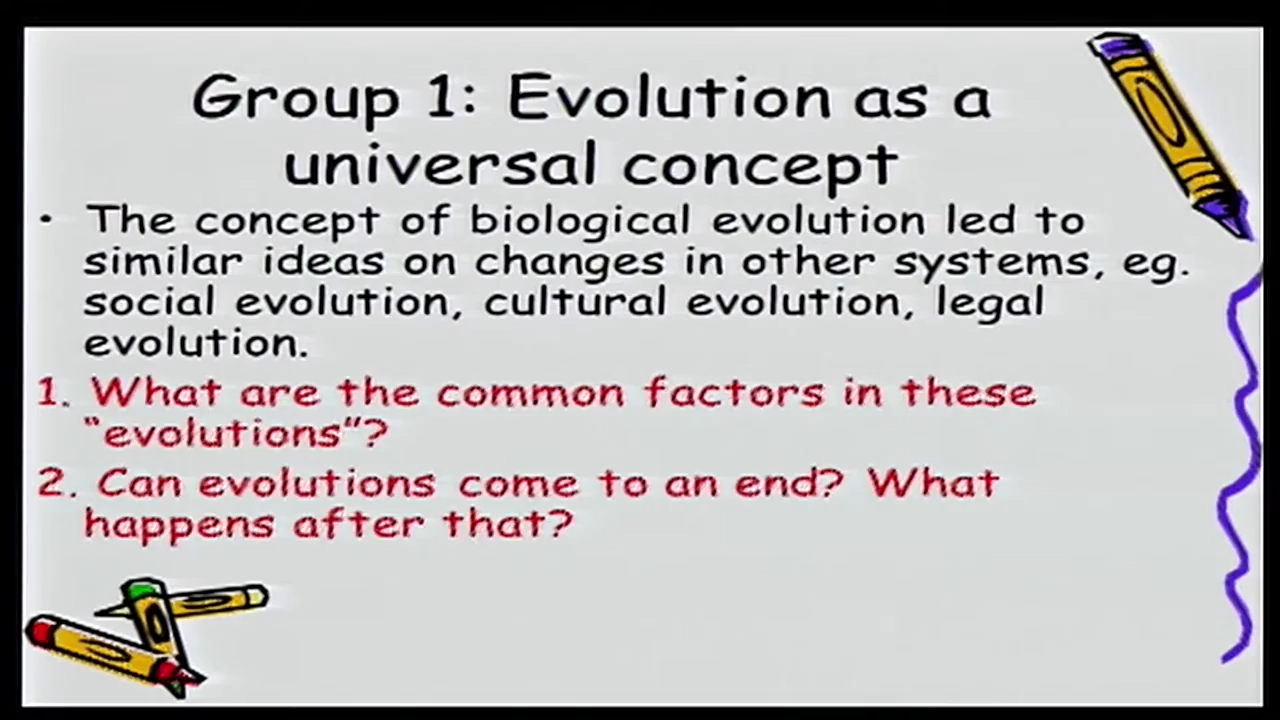 Group 1: Evolution as a
universal concept
• The concept of biological evolution led to
similar ideas on changes in other systems, eg.
social evolution, cultural evolution, legal
evolution.
1. What are the common factors in these
"evolutions"?
2. Can evolutions come to an end? What
happens after that?